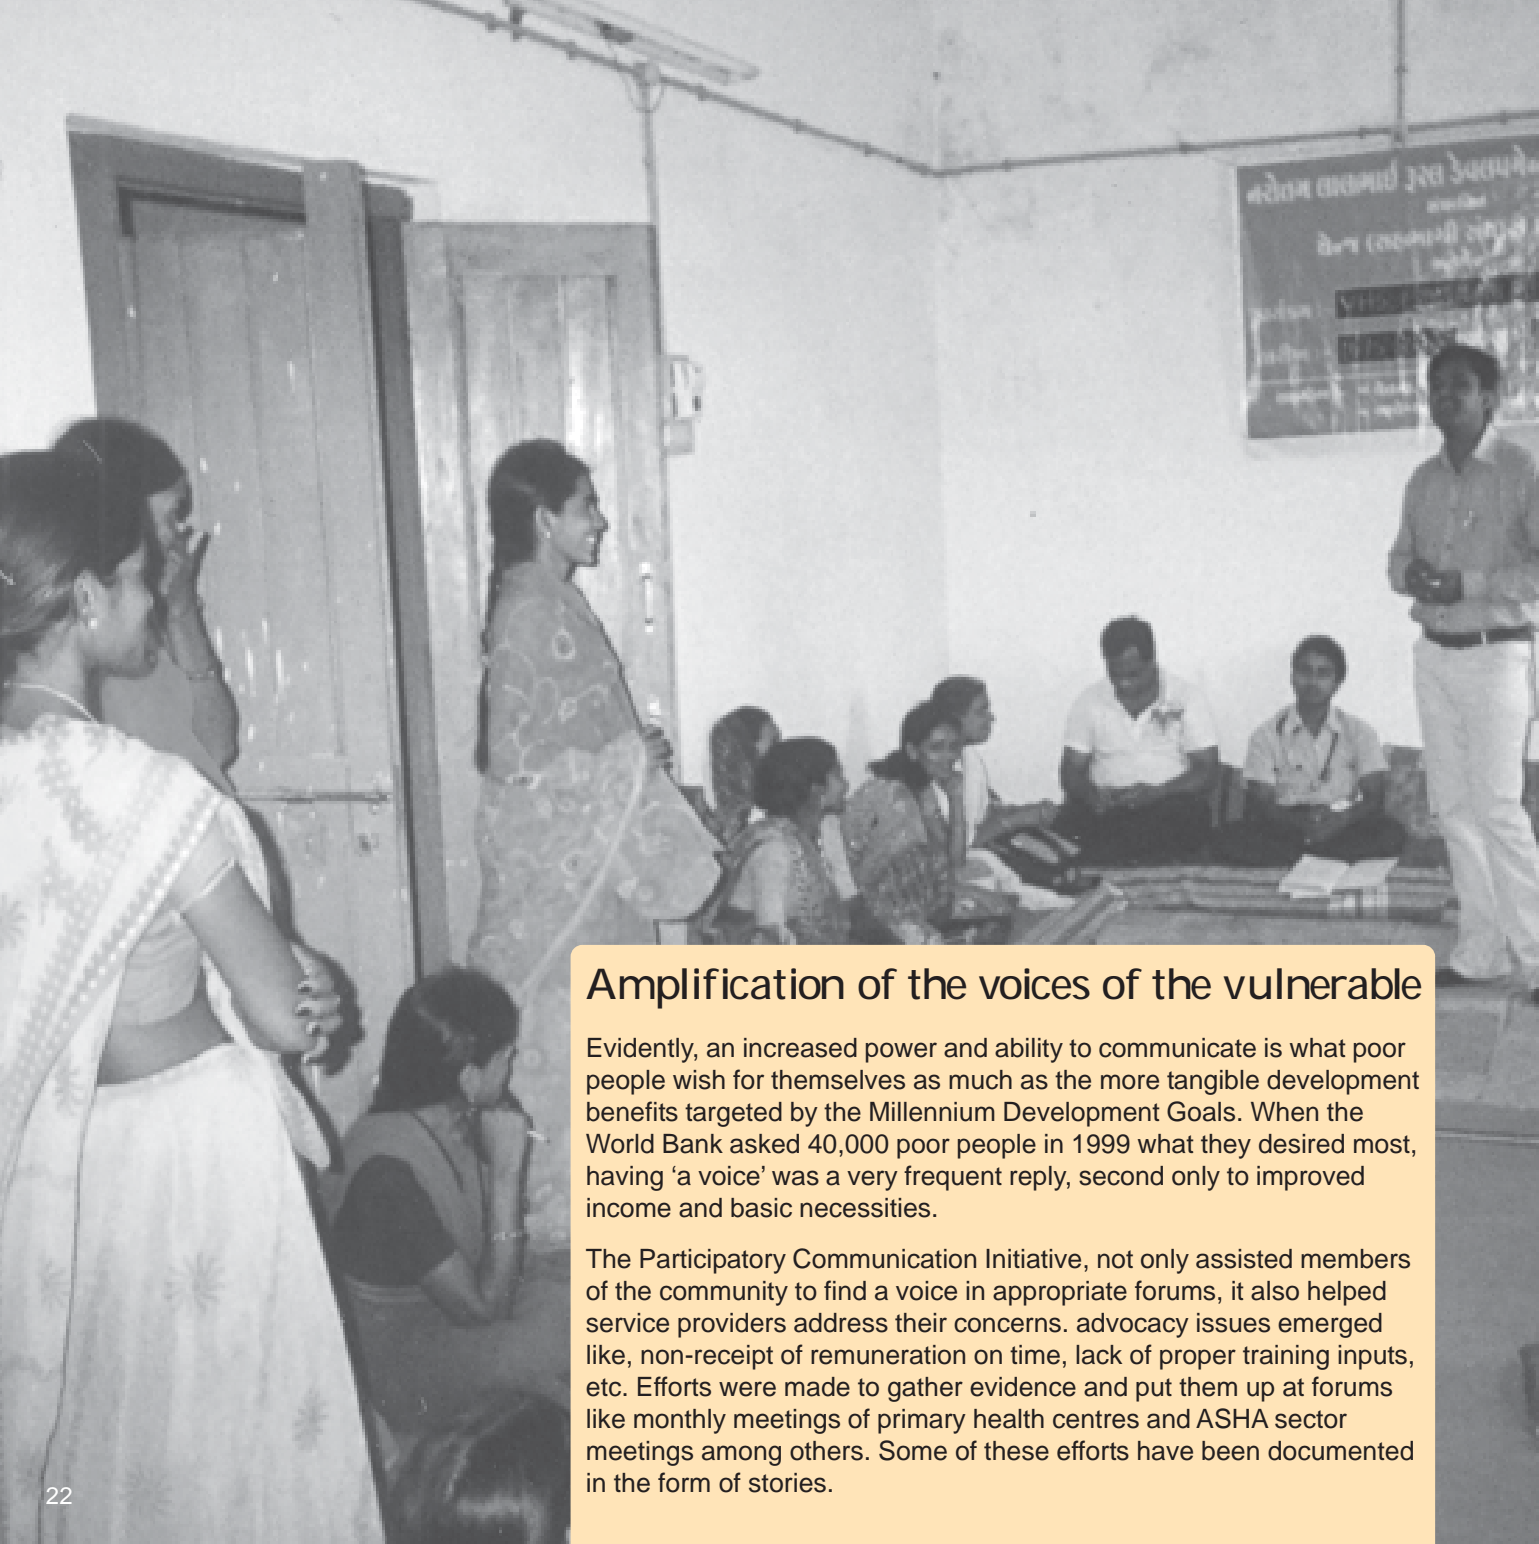 નરોત્તમ લાલભાઈ રૂરલ ડેવલપમેન
Amplification of the voices of the vulnerable
Evidently, an increased power and ability to communicate is what poor
people wish for themselves as much as the more tangible development
benefits targeted by the Millennium Development Goals. When the
World Bank asked 40,000 poor people in 1999 what they desired most,
having ‘a voice’ was a very frequent reply, second only to improved
income and basic necessities.
The Participatory Communication Initiative, not only assisted members
of the community to find a voice in appropriate forums, it also helped
service providers address their concerns. advocacy issues emerged
like, non-receipt of remuneration on time, lack of proper training inputs,
etc. Efforts were made to gather evidence and put them up at forums
like monthly meetings of primary health centres and ASHA sector
meetings among others. Some of these efforts have been documented
in the form of stories.
22